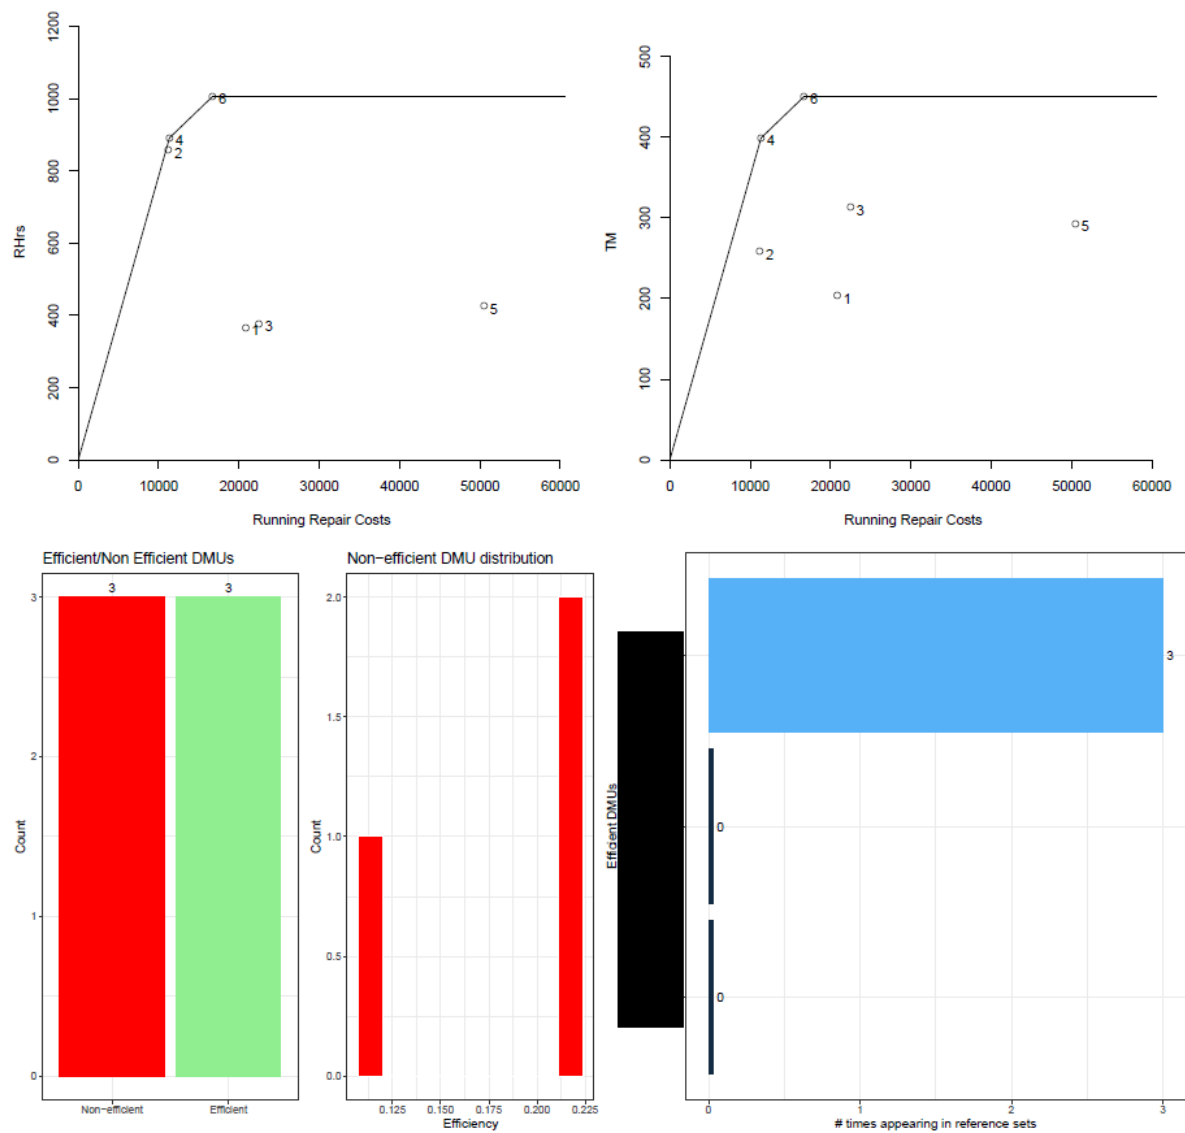 1200
1000
800
600
400
200
0
RHrs
6
4
2
1
3
5
0 10000 20000 30000 40000 50000 60000
Running Repair Costs
500
400
300
200
100
0
TM
6
4
3
2
1
5
0 10000 20000 30000 40000 50000 60000
Running Repair Costs
Efficient/Non Efficient DMUs
3 3
3
2
1
0
Count
Non-efficient Efficient
Non-efficient DMU distribution
2.0
1.5
1.0
0.5
0.0
Count
0.125 0.150 0.175 0.200 0.225
Efficiency
Efficient DMUs
3
0
0
0 1 2 3
# times appearing in reference sets